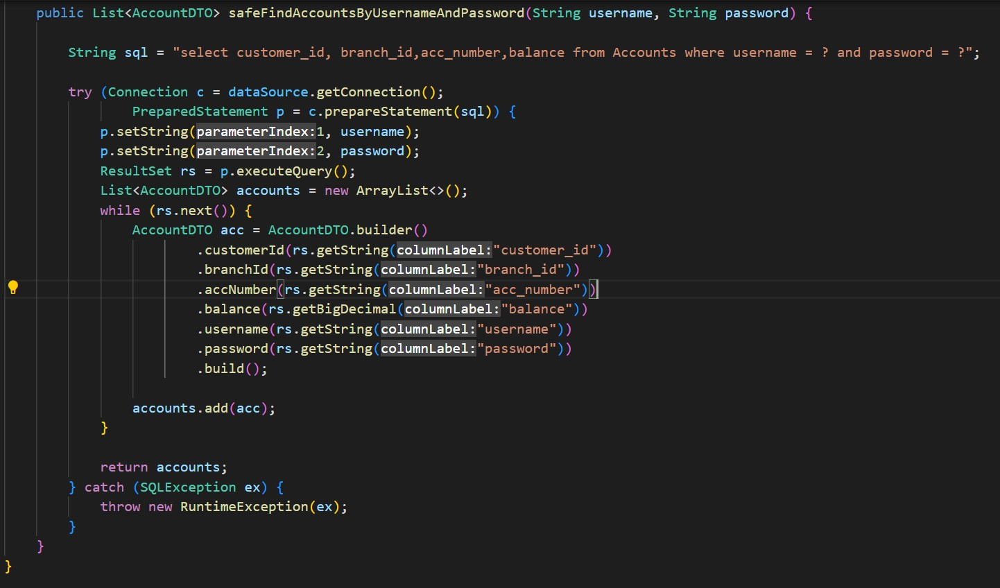 public List<AccountDTO> safeFindAccountsByUsernameAndPassword(String username, String password) {
String sql = "select customer_id, branch_id,acc_number,balance from Accounts where username = ? and password = ?";
try (Connection c = dataSource.getConnection();
PreparedStatement p = c.prepareStatement(sql)) {
p.setString(parameterIndex:1, username);
p.setString(parameterIndex:2, password);
ResultSet rs = p.executeQuery();
List<AccountDTO> accounts = new ArrayList<>();
while (rs.next()) {
AccountDTO acc = AccountDTO.builder()
.customerId(rs.getString(columnLabel:"customer_id"))
.branchId(rs.getString(columnLabel:"branch_id"))
.accNumber(rs.getString(columnLabel:"acc_number"))
.balance(rs.getBigDecimal(columnLabel:"balance"))
.username(rs.getString(columnLabel:"username"))
.password(rs.getString(columnLabel:"password"))
.build();
accounts.add(acc);
}
return accounts;
} catch (SQLException ex) {
throw new RuntimeException(ex);
}
}
}